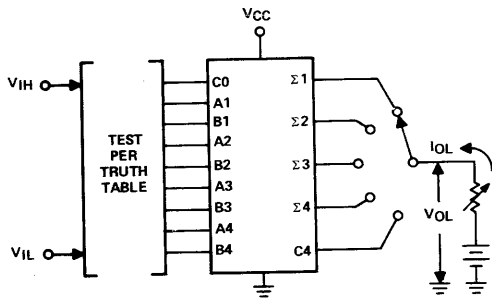 VCC
VIH
VIL
TEST
PER
TRUTH
TABLE
C0
A1
B1
A2
B2
A3
B3
A4
B4
Σ1
Σ2
Σ3
Σ4
C4
IOL
VOL